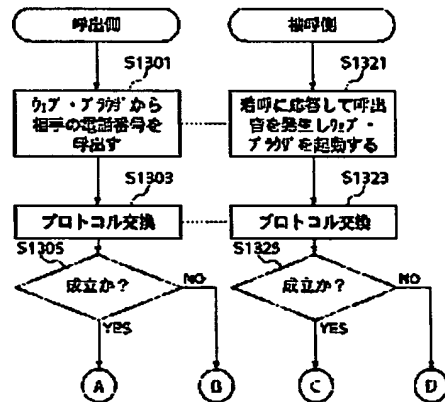 呼出側
被呼側
S1301
S1321
ウェブ・ブラウザから
相手の電話番号を
呼出す
着呼に応答して呼出
音を発生しウェブ・
ブラウザを起動する
S1303
S1323
プロトコル交換
プロトコル交換
S1305
S1325
成立か?
NO
成立か?
NO
YES
YES
A
B
C
D